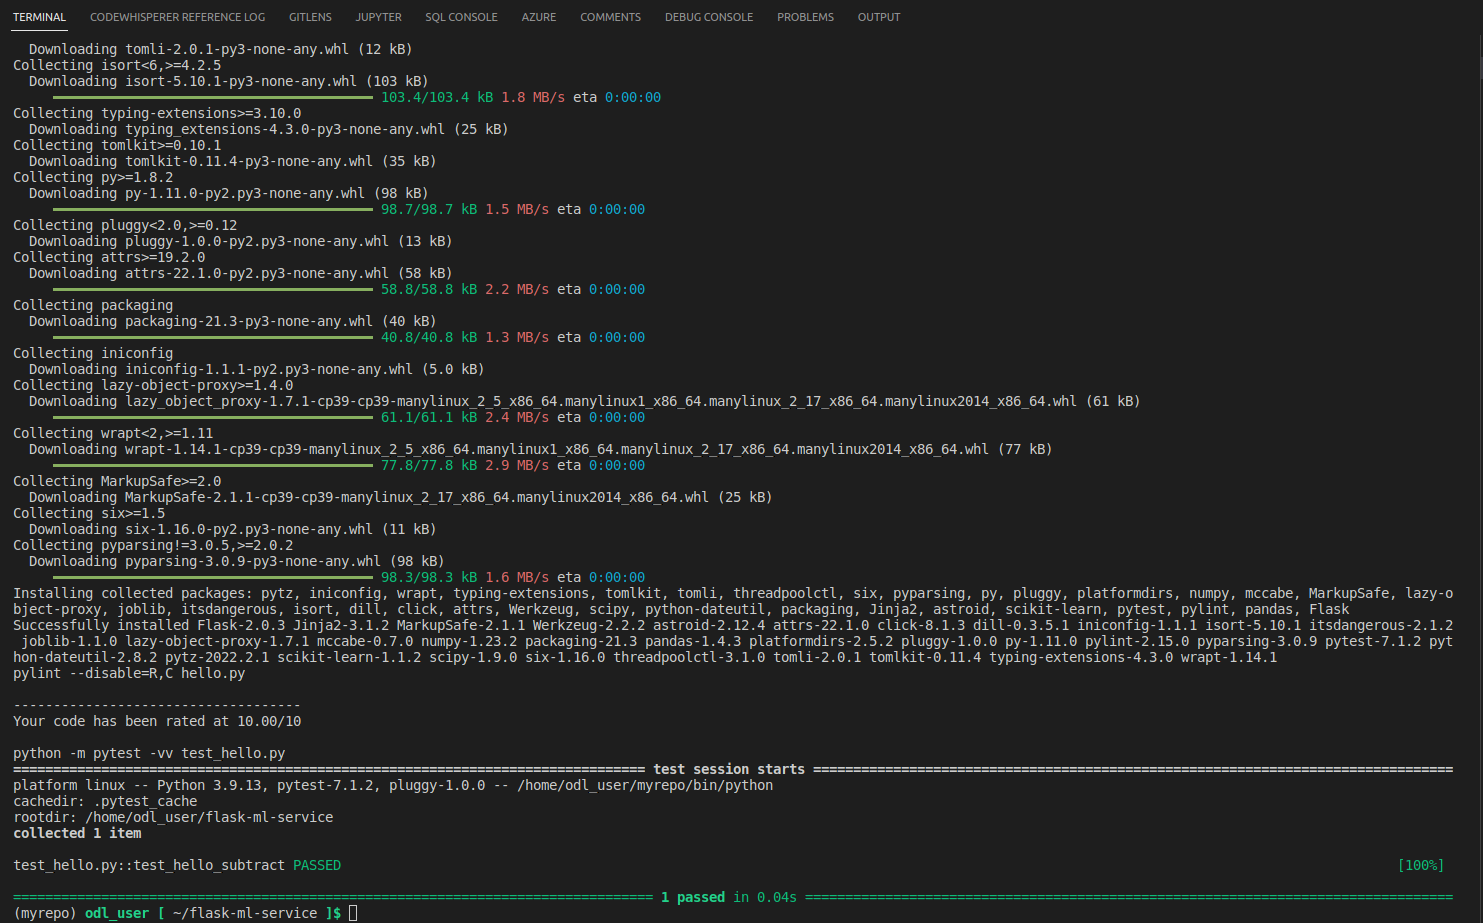 TERMINAL CODEWHISPERER REFERENCE LOG GITLENS JUPYTER SQL CONSOLE AZURE COMMENTS DEBUG CONSOLE PROBLEMS OUTPUT
Downloading tomli-2.0.1-py3-none-any.whl (12 kB)
Collecting isort<6,>=4.2.5
Downloading isort-5.10.1-py3-none-any.whl (103 kB)
103.4/103.4 kB 1.8 MB/s eta 0:00:00
Collecting typing-extensions>=3.10.0
Downloading typing_extensions-4.3.0-py3-none-any.whl (25 kB)
Collecting tomlkit>=0.10.1
Downloading tomlkit-0.11.4-py3-none-any.whl (35 kB)
Collecting py>=1.8.2
Downloading py-1.11.0-py2.py3-none-any.whl (98 kB)
98.7/98.7 kB 1.5 MB/s eta 0:00:00
Collecting pluggy<2.0,>=0.12
Downloading pluggy-1.0.0-py2.py3-none-any.whl (13 kB)
Collecting attrs>=19.2.0
Downloading attrs-22.1.0-py2.py3-none-any.whl (58 kB)
58.8/58.8 kB 2.2 MB/s eta 0:00:00
Collecting packaging
Downloading packaging-21.3-py3-none-any.whl (40 kB)
40.8/40.8 kB 1.3 MB/s eta 0:00:00
Collecting iniconfig
Downloading iniconfig-1.1.1-py2.py3-none-any.whl (5.0 kB)
Collecting lazy-object-proxy>=1.4.0
Downloading lazy_object_proxy-1.7.1-cp39-cp39-manylinux_2_5_x86_64.manylinux1_x86_64.manylinux_2_17_x86_64.manylinux2014_x86_64.whl (61 kB)
61.1/61.1 kB 2.4 MB/s eta 0:00:00
Collecting wrapt<2,>=1.11
Downloading wrapt-1.14.1-cp39-cp39-manylinux_2_5_x86_64.manylinux1_x86_64.manylinux_2_17_x86_64.manylinux2014_x86_64.whl (77 kB)
77.8/77.8 kB 2.9 MB/s eta 0:00:00
Collecting MarkupSafe>=2.0
Downloading MarkupSafe-2.1.1-cp39-cp39-manylinux_2_17_x86_64.manylinux2014_x86_64.whl (25 kB)
Collecting six>=1.5
Downloading six-1.16.0-py2.py3-none-any.whl (11 kB)
Collecting pyparsing!=3.0.5,>=2.0.2
Downloading pyparsing-3.0.9-py3-none-any.whl (98 kB)
98.3/98.3 kB 1.6 MB/s eta 0:00:00
Installing collected packages: pytz, iniconfig, wrapt, typing-extensions, tomlkit, tomli, threadpoolctl, six, pyparsing, py, pluggy, platformdirs, numpy, mccabe, MarkupSafe, lazy-o
bject-proxy, joblib, itsdangerous, isort, dill, click, attrs, Werkzeug, scipy, python-dateutil, packaging, Jinja2, astroid, scikit-learn, pytest, pylint, pandas, Flask
Successfully installed Flask-2.0.3 Jinja2-3.1.2 MarkupSafe-2.1.1 Werkzeug-2.2.2 astroid-2.12.4 attrs-22.1.0 click-8.1.3 dill-0.3.5.1 iniconfig-1.1.1 isort-5.10.1 itsdangerous-2.1.2
joblib-1.1.0 lazy-object-proxy-1.7.1 mccabe-0.7.0 numpy-1.23.2 packaging-21.3 pandas-1.4.3 platformdirs-2.5.2 pluggy-1.0.0 py-1.11.0 pylint-2.15.0 pyparsing-3.0.9 pytest-7.1.2 pyt
hon-dateutil-2.8.2 pytz-2022.2.1 scikit-learn-1.1.2 scipy-1.9.0 six-1.16.0 threadpoolctl-3.1.0 tomli-2.0.1 tomlkit-0.11.4 typing-extensions-4.3.0 wrapt-1.14.1
pylint --disable=R,C hello.py
------------------------------------
Your code has been rated at 10.00/10
python -m pytest -vv test_hello.py
=============================================================================== test session starts ================================================================================
platform linux -- Python 3.9.13, pytest-7.1.2, pluggy-1.0.0 -- /home/odl_user/myrepo/bin/python
cachedir: .pytest_cache
rootdir: /home/odl_user/flask-ml-service
collected 1 item
test_hello.py::test_hello_subtract PASSED [100%]
================================================================================ 1 passed in 0.04s =================================================================================
(myrepo) odl_user [ ~/flask-ml-service ]$